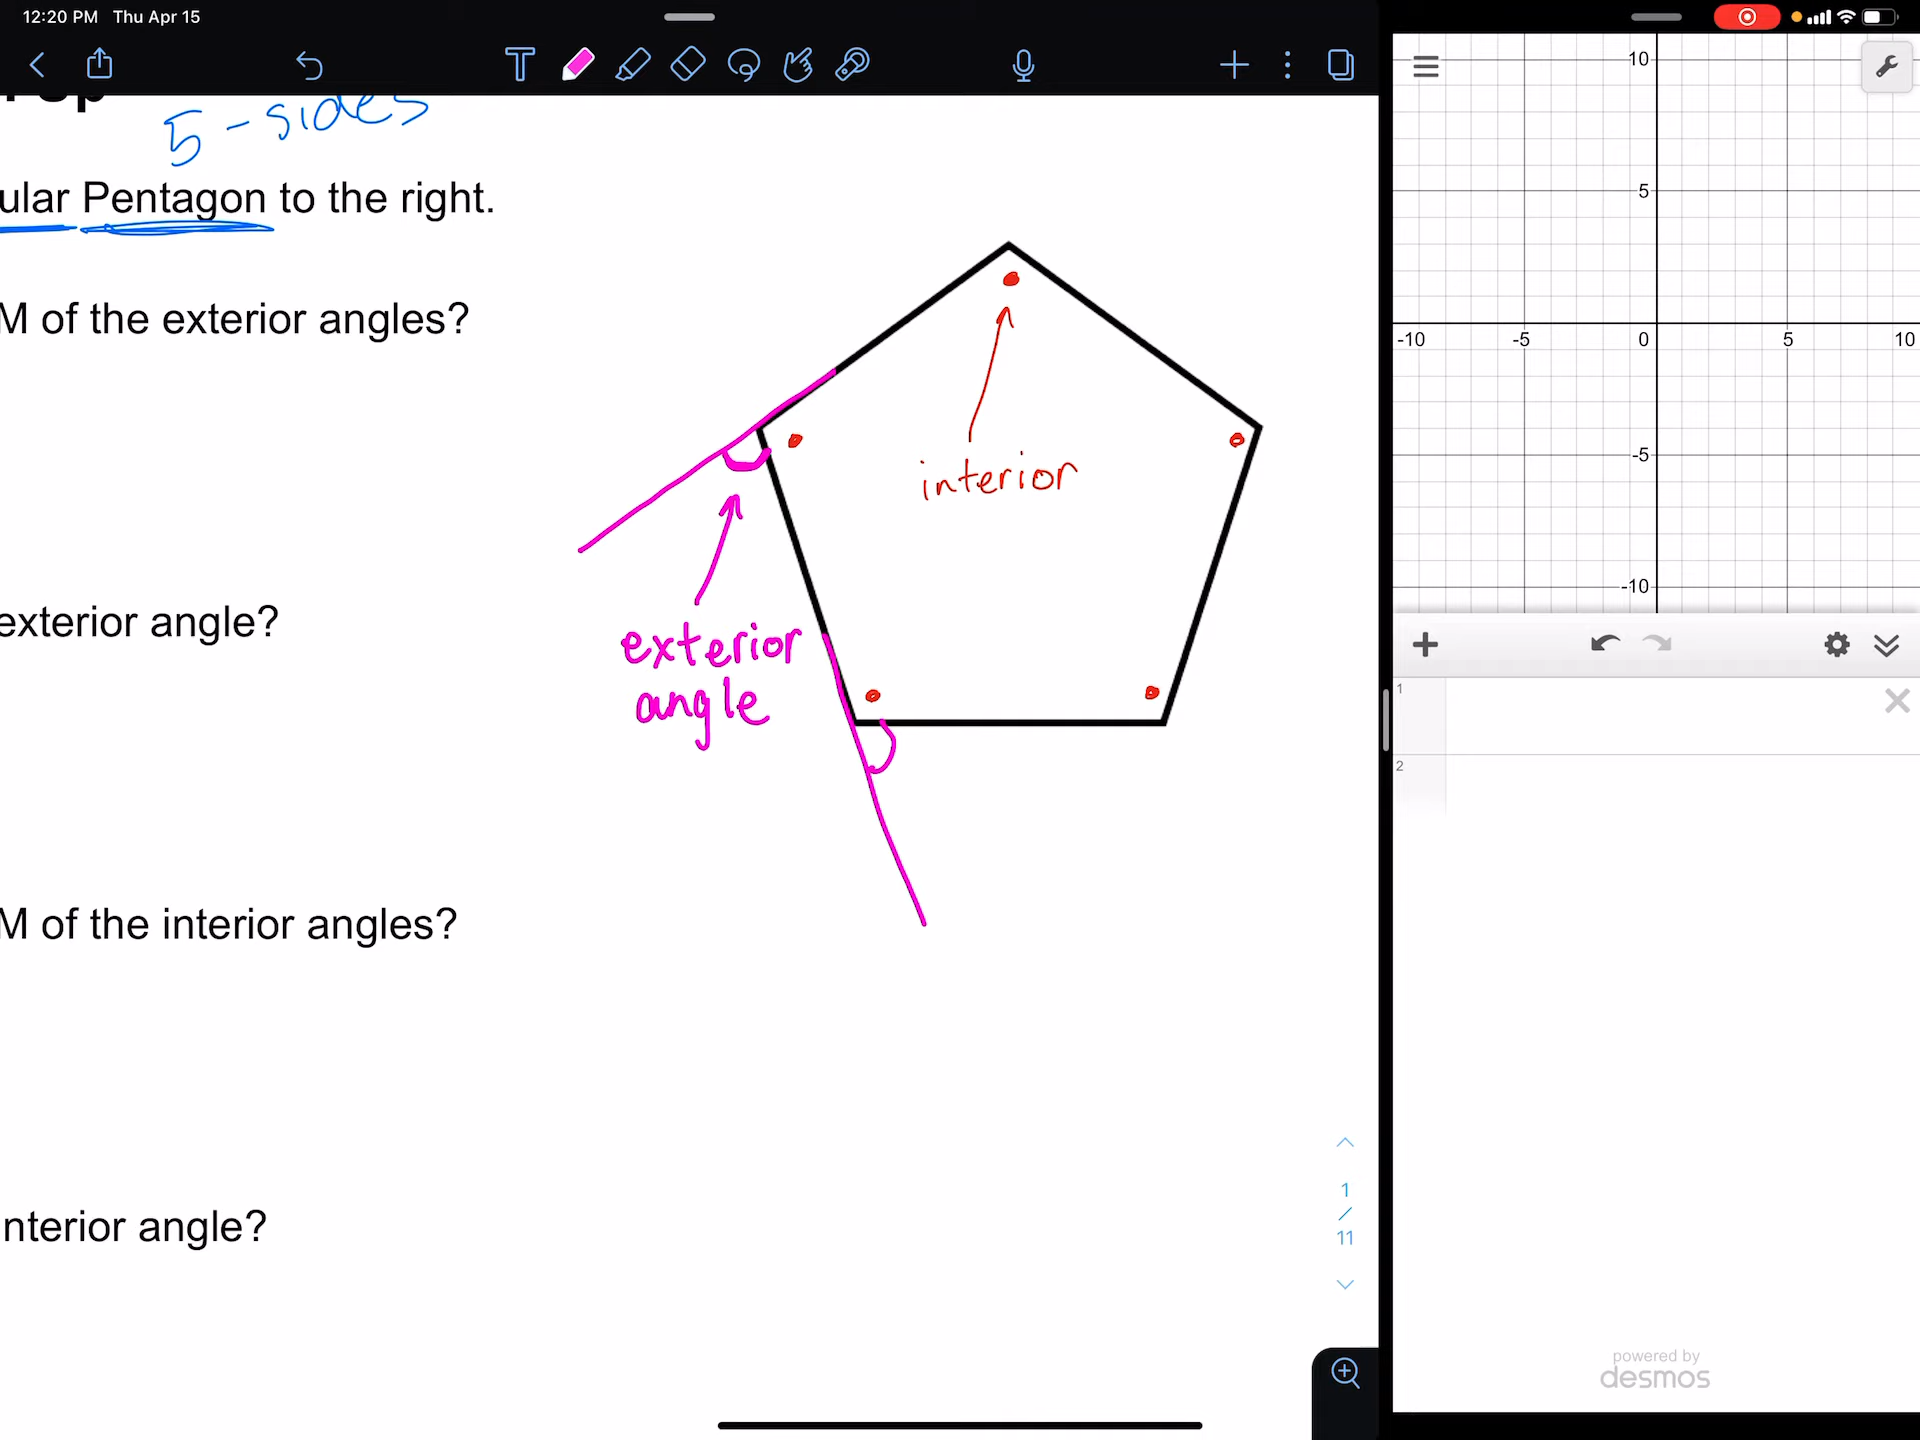 12:20 PM Thu Apr 15
5-sides
ular Pentagon to the right.
M of the exterior angles?
interior
exterior angle?
exterior
angle
M of the interior angles?
nterior angle?
1
/
11
10
5
-10 -5 0 5 10
-5
-10
1
2
powered by
desmos